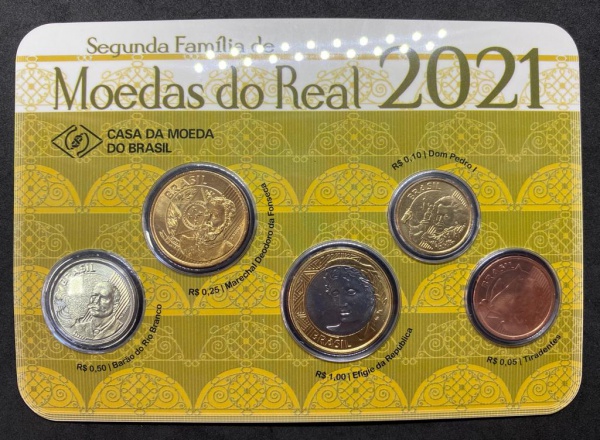 Segunda Família de
Moedas do Real 2021
CASA DA MOEDA
DO BRASIL
R$ 0,50 | Barão do Rio Branco
R$ 0,25 | Marechal Deodoro da Fonseca
R$ 1,00 | Efígie da República
R$ 0,10 | Dom Pedro I
R$ 0,05 | Tiradentes
BRASIL
BRASIL
BRASIL
BRASIL
BRASIL